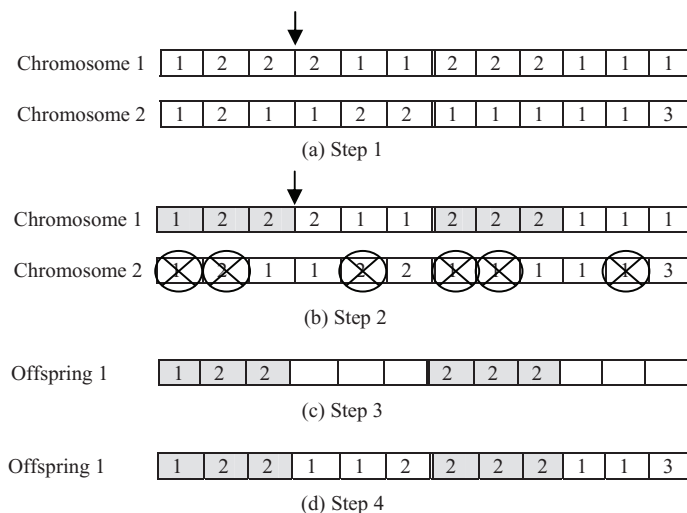 Chromosome 1 1 2 2 2 1 1 2 2 2 1 1 1
Chromosome 2 1 2 1 1 2 2 1 1 1 1 1 3
(a) Step 1
Chromosome 1 1 2 2 2 1 1 2 2 2 1 1 1
Chromosome 2 1 2 1 1 2 2 1 1 1 1 1 3
(b) Step 2
Offspring 1 1 2 2 2 2 2
(c) Step 3
Offspring 1 1 2 2 1 1 2 2 2 2 1 1 3
(d) Step 4